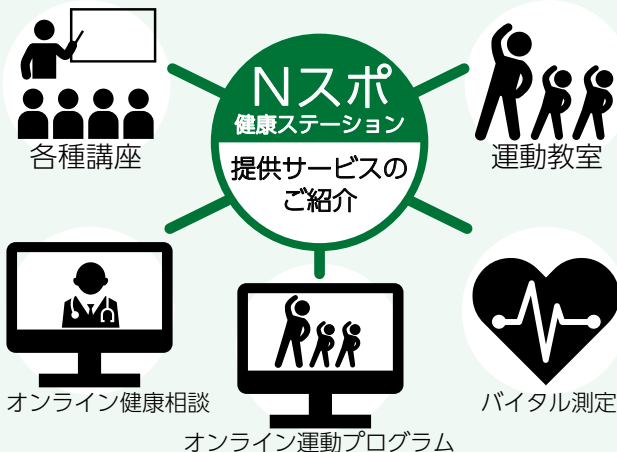 Nスポ
健康ステーション
提供サービスの
ご紹介
各種講座
運動教室
オンライン健康相談
バイタル測定
オンライン運動プログラム